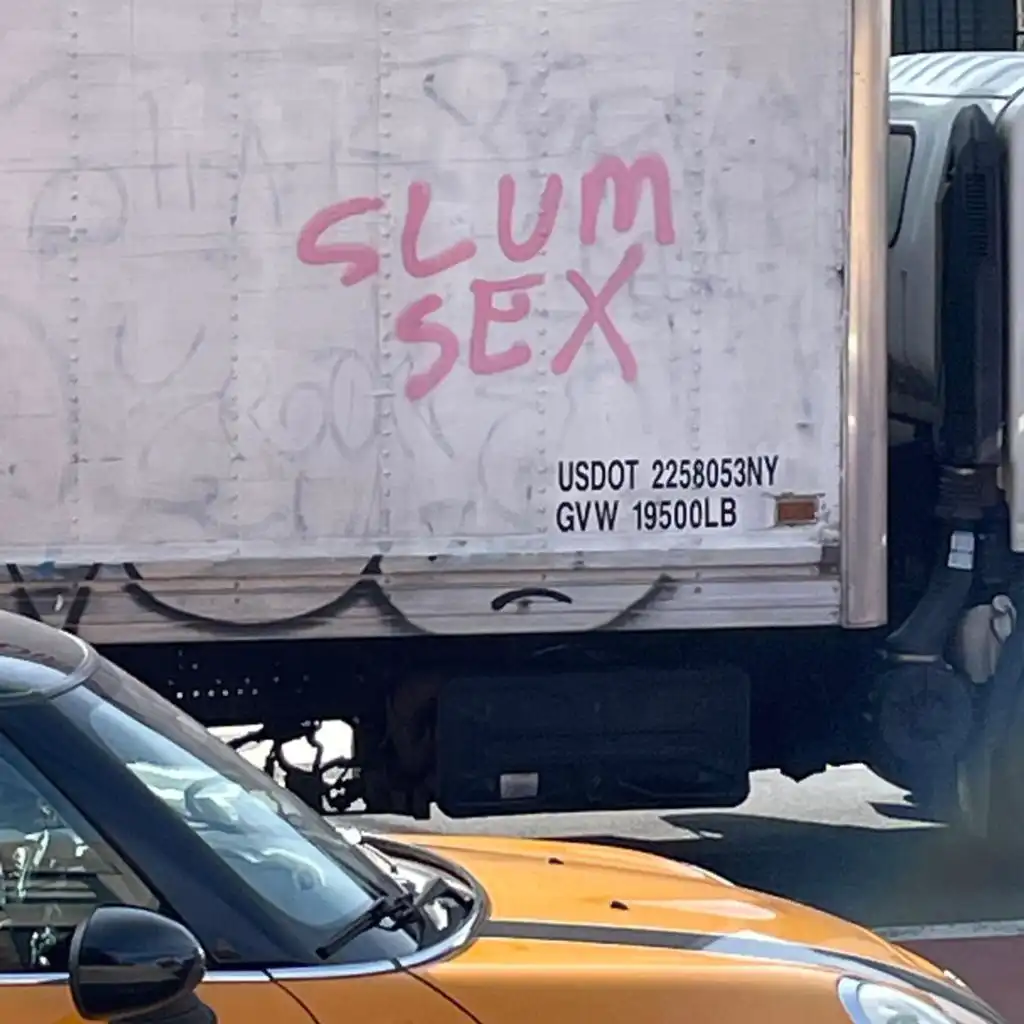 SLUM
SEX
USDOT 2258053NY
GVW 19500LB